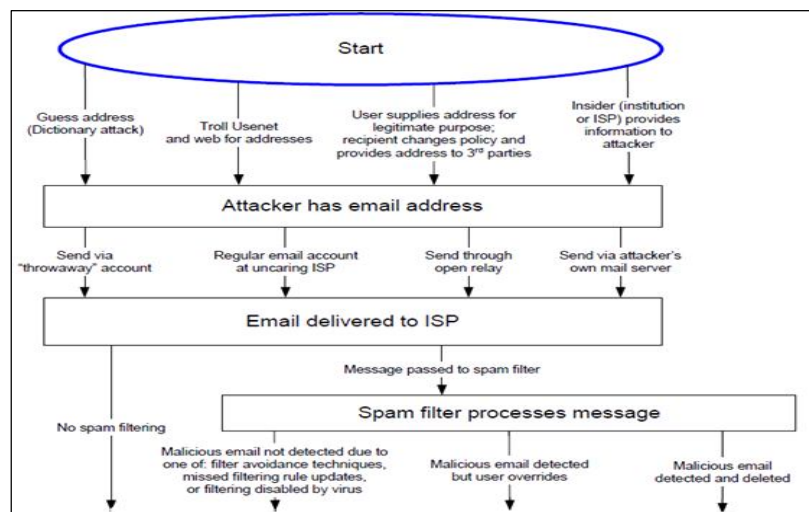 Start
Guess address
(Dictionary attack)
Troll Usenet
and web for addresses
User supplies address for
legitimate purpose;
recipient changes policy and
provides address to 3rd parties
Insider (institution
or ISP) provides
information to
attacker
Attacker has email address
Send via
"throwaway" account
Regular email account
at uncaring ISP
Send through
open relay
Send via attacker's
own mail server
Email delivered to ISP
Message passed to spam filter
Spam filter processes message
No spam filtering
Malicious email not detected due to
one of: filter avoidance techniques,
missed filtering rule updates,
or filtering disabled by virus
Malicious email detected
but user overrides
Malicious email
detected and deleted